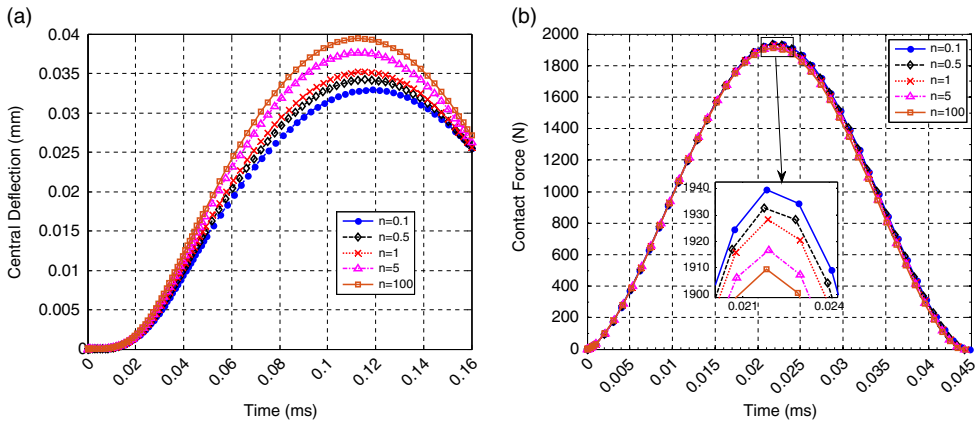 (a)
Central Deflection (mm)
0.04
0.035
0.03
0.025
0.02
0.015
0.01
0.005
0
0
0.02
0.04
0.06
0.08
0.1
0.12
0.14
0.16
Time (ms)
n=0.1
n=0.5
n=1
n=5
n=100
(b)
Contact Force (N)
2000
1800
1600
1400
1200
1000
800
600
400
200
0
0
0.005
0.01
0.015
0.02
0.025
0.03
0.035
0.04
0.045
Time (ms)
n=0.1
n=0.5
n=1
n=5
n=100
1940
1930
1920
1910
1900
0.021
0.024